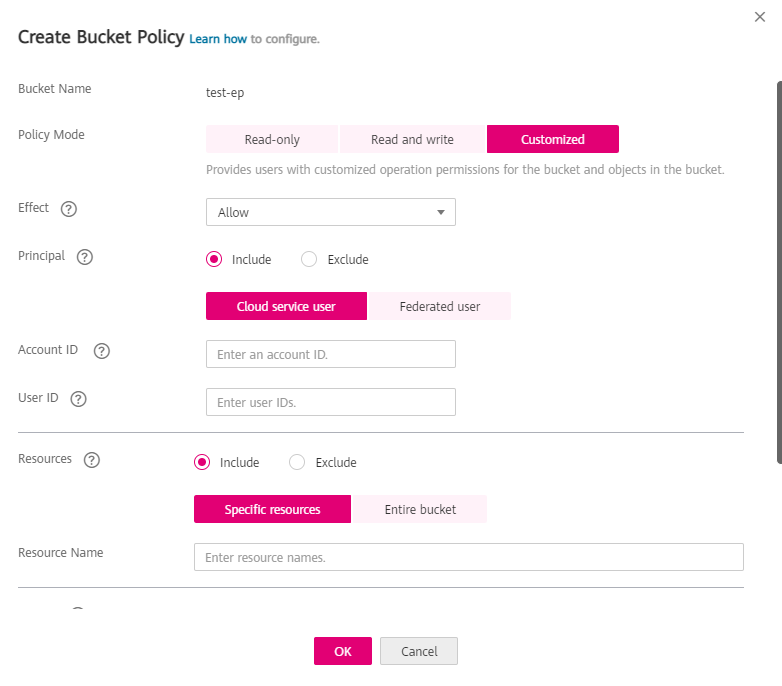 Create Bucket Policy Learn how to configure.
Bucket Name test-ep
Policy Mode Read-only Read and write Customized
Provides users with customized operation permissions for the bucket and objects in the bucket.
Effect ? Allow
Principal ? Include Exclude
Cloud service user Federated user
Account ID ? Enter an account ID.
User ID ? Enter user IDs.
Resources ? Include Exclude
Specific resources Entire bucket
Resource Name Enter resource names.
OK Cancel